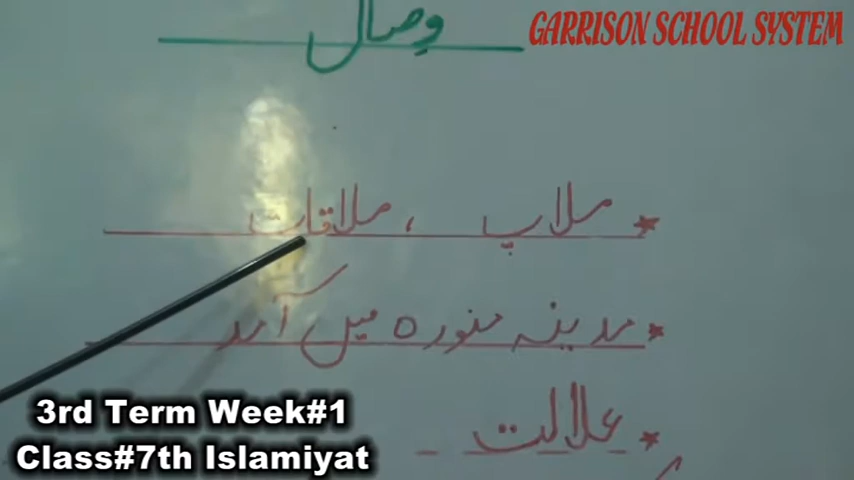 GARRISON SCHOOL SYSTEM
وصال
ملاپ ، ملاقات
مدینہ منورہ میں آمد
علالت
3rd Term Week#1
Class#7th Islamiyat